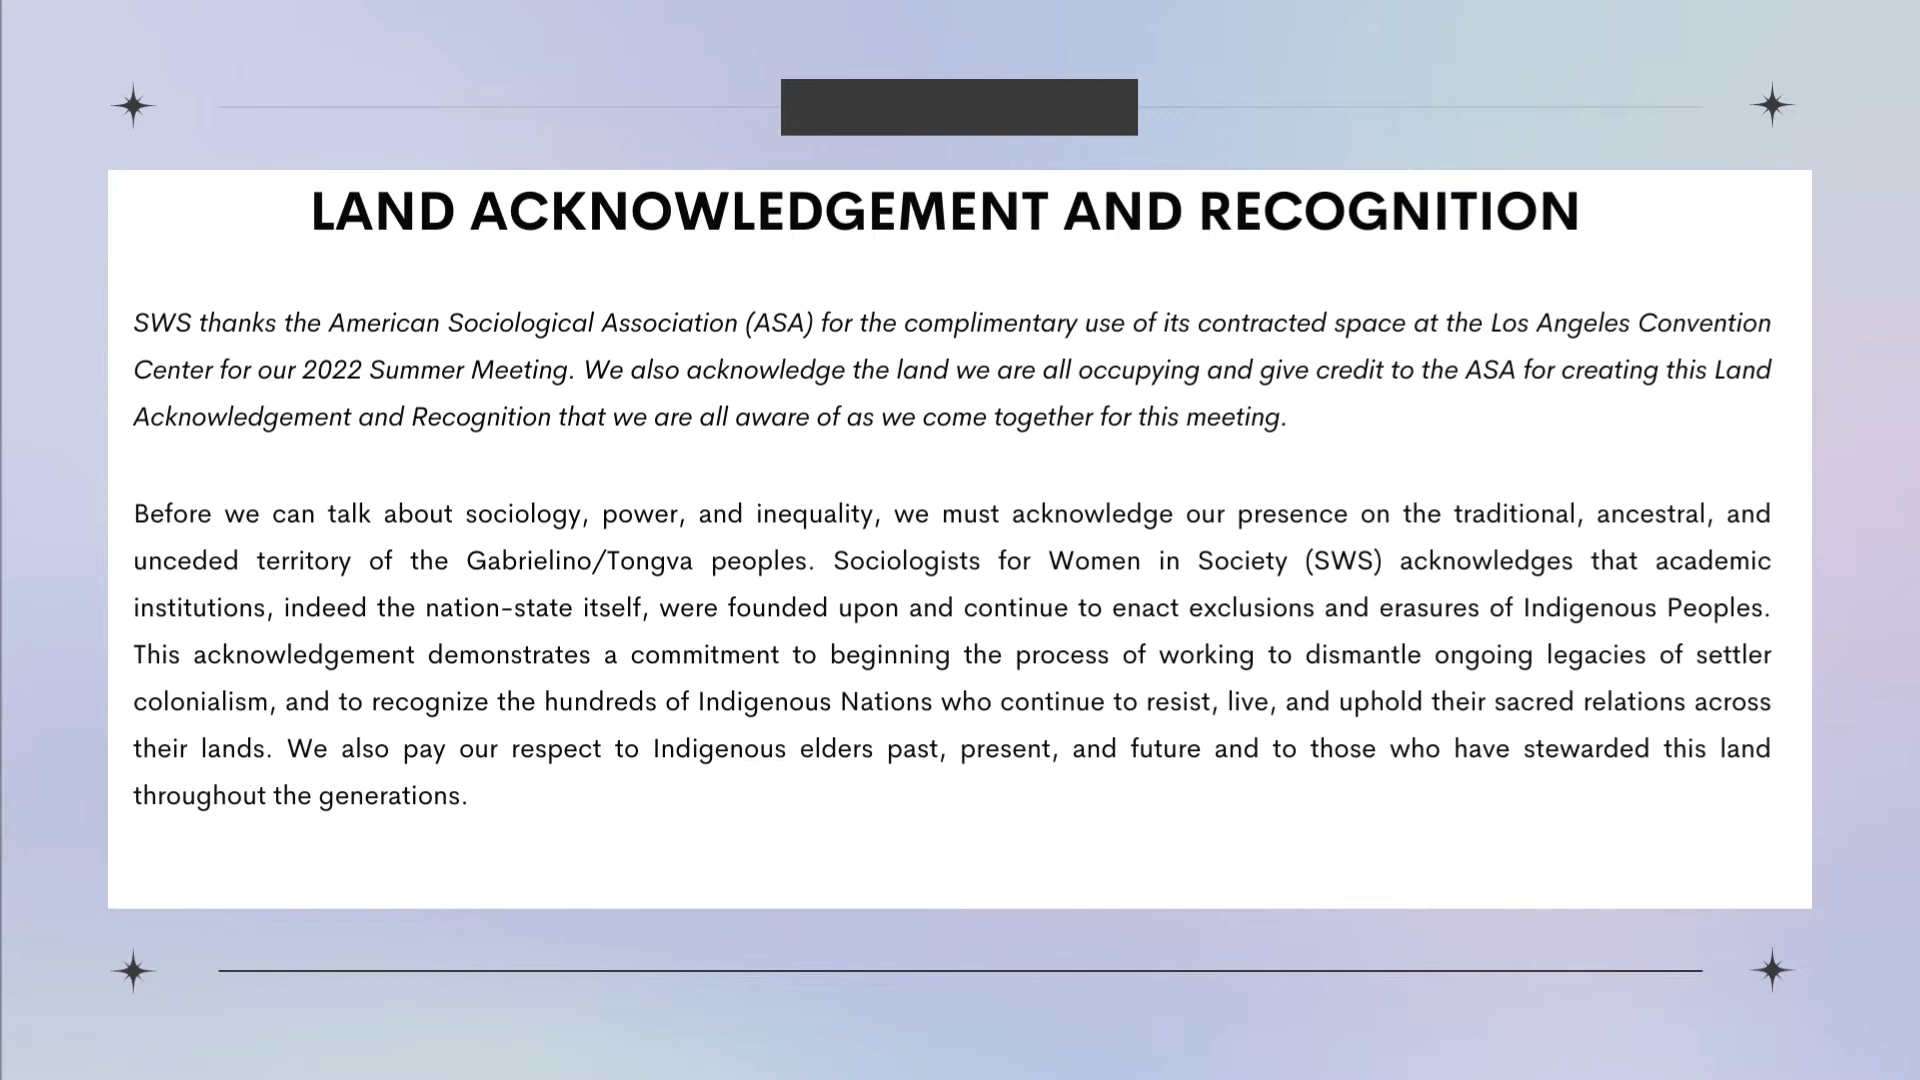 LAND ACKNOWLEDGEMENT AND RECOGNITION
SWS thanks the American Sociological Association (ASA) for the complimentary use of its contracted space at the Los Angeles Convention
Center for our 2022 Summer Meeting. We also acknowledge the land we are all occupying and give credit to the ASA for creating this Land
Acknowledgement and Recognition that we are all aware of as we come together for this meeting.
Before we can talk about sociology, power, and inequality, we must acknowledge our presence on the traditional, ancestral, and
unceded territory of the Gabrielino/Tongva peoples. Sociologists for Women in Society (SWS) acknowledges that academic
institutions, indeed the nation-state itself, were founded upon and continue to enact exclusions and erasures of Indigenous Peoples.
This acknowledgement demonstrates a commitment to beginning the process of working to dismantle ongoing legacies of settler
colonialism, and to recognize the hundreds of Indigenous Nations who continue to resist, live, and uphold their sacred relations across
their lands. We also pay our respect to Indigenous elders past, present, and future and to those who have stewarded this land
throughout the generations.